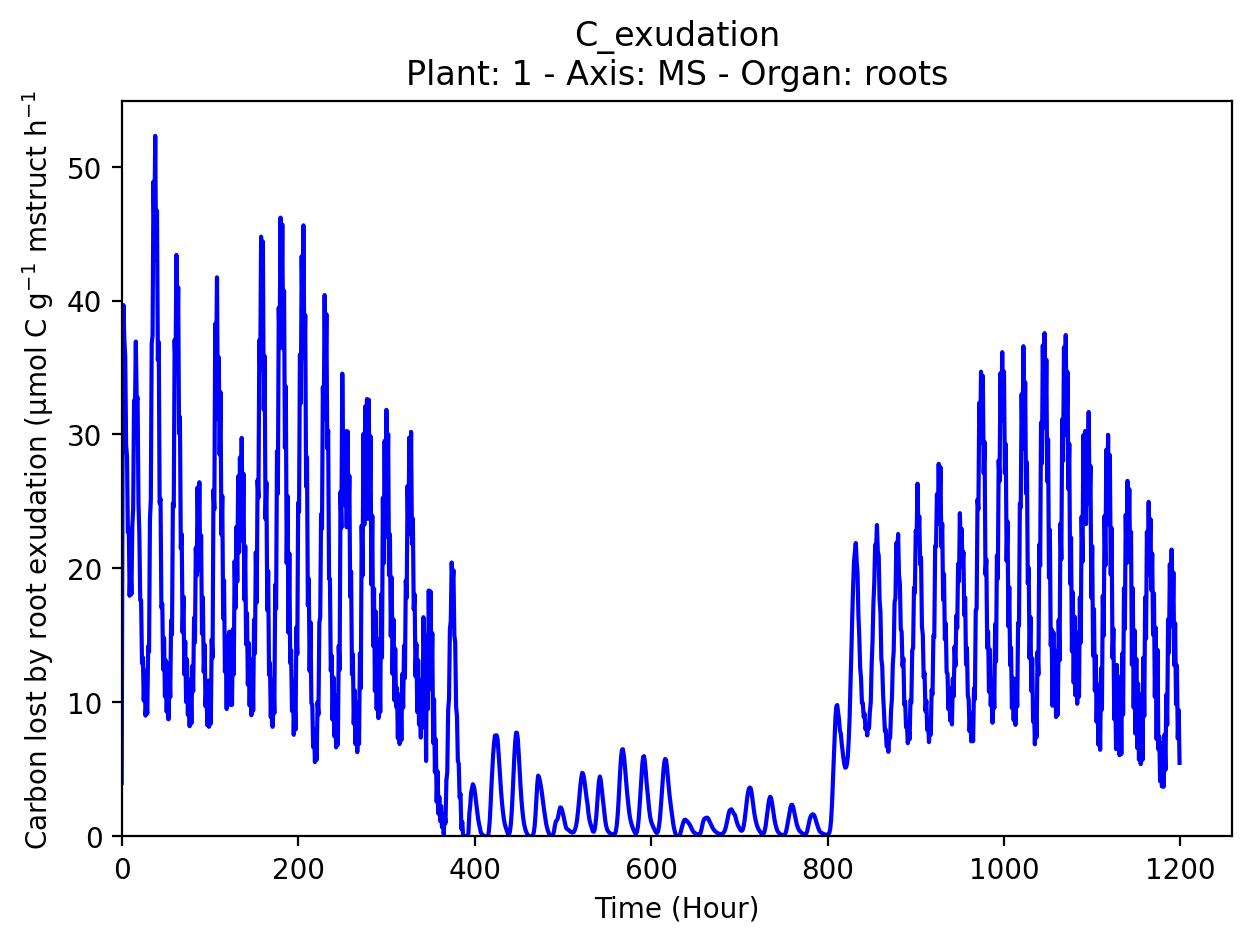 C_exudation
Plant: 1 - Axis: MS - Organ: roots
Carbon lost by root exudation (µmol C g⁻¹ mstruct h⁻¹
50
40
30
20
10
0
0 200 400 600 800 1000 1200
Time (Hour)